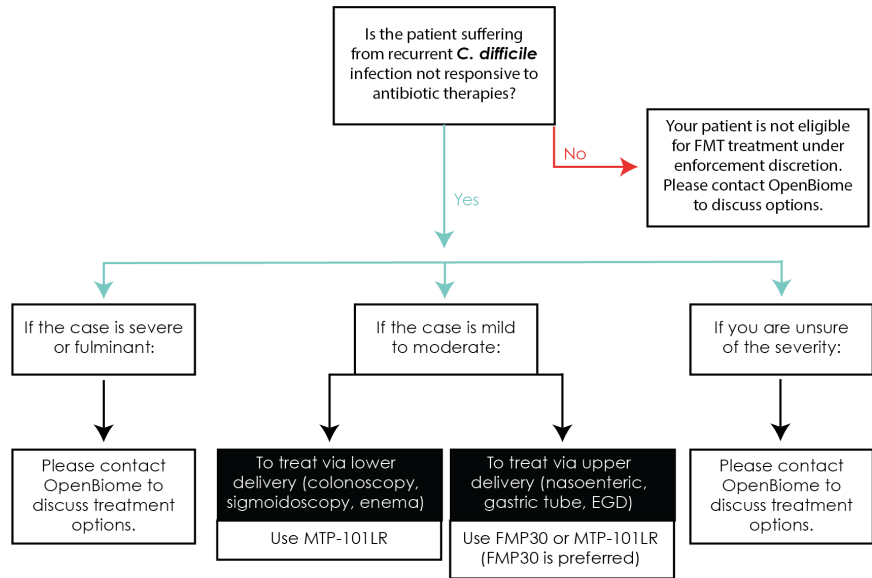 Is the patient suffering
from recurrent C. difficile
infection not responsive to
antibiotic therapies?
No
Your patient is not eligible
for FMT treatment under
enforcement discretion.
Please contact OpenBiome
to discuss options.
Yes
If the case is severe
or fulminant:
If the case is mild
to moderate:
If you are unsure
of the severity:
Please contact
OpenBiome to
discuss treatment
options.
To treat via lower
delivery (colonoscopy,
sigmoidoscopy, enema)
Use MTP-101LR
To treat via upper
delivery (nasoenteric,
gastric tube, EGD)
Use FMP30 or MTP-101LR
(FMP30 is preferred)
Please contact
OpenBiome to
discuss treatment
options.